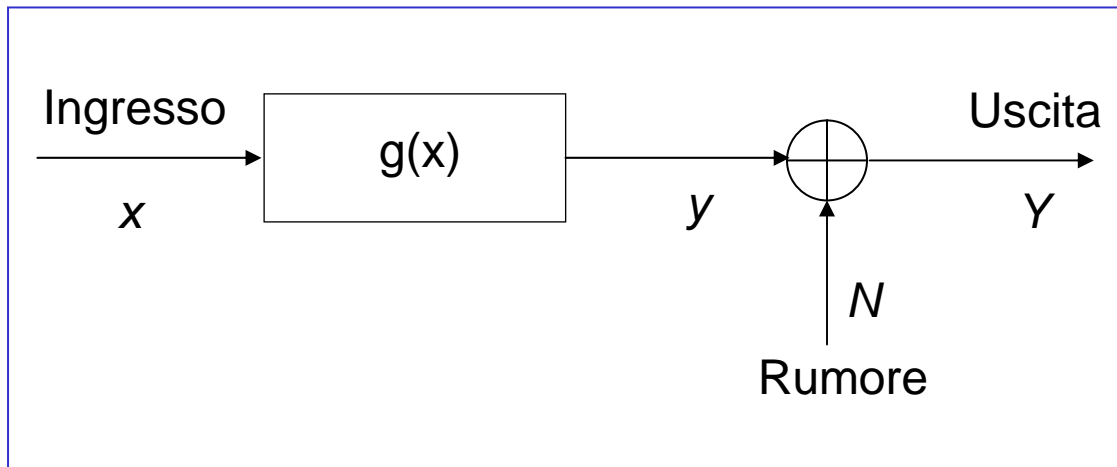 Ingresso
g(x)
Uscita
x
y
Y
N
Rumore